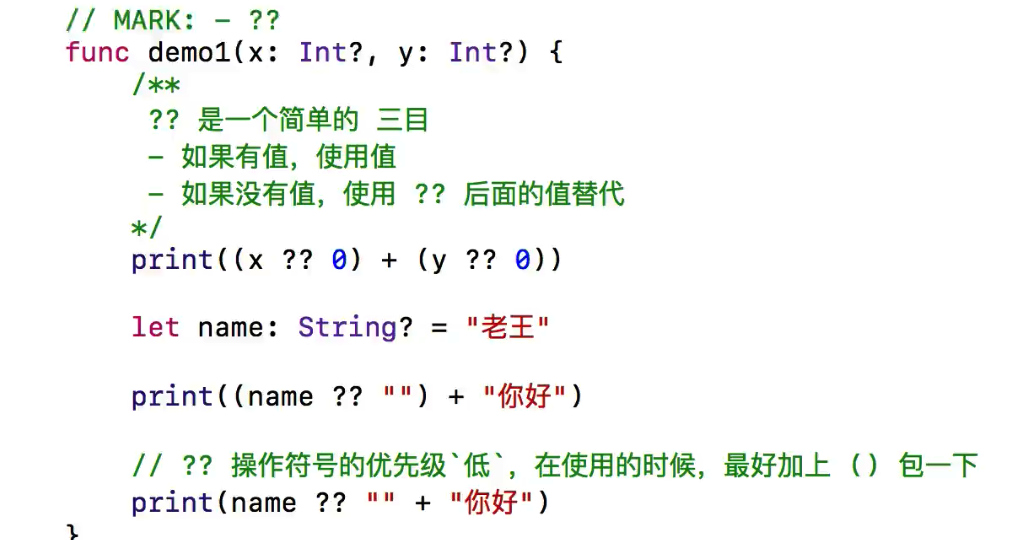 // MARK: - ??
func demo1(x: Int?, y: Int?) {
/**
?? 是一个简单的 三目
- 如果有值，使用值
- 如果没有值，使用 ?? 后面的值替代
*/
print((x ?? 0) + (y ?? 0))
let name: String? = "老王"
print((name ?? "") + "你好")
// ?? 操作符号的优先级`低`，在使用的时候，最好加上 () 包一下
print(name ?? "" + "你好")
}